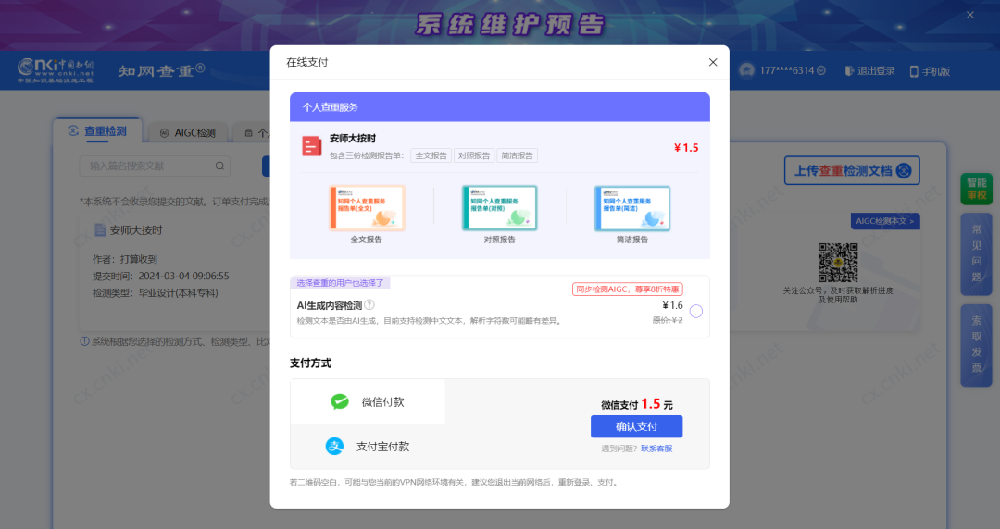 系统维护预告
Cnki中国知网
www.cnki.net
中国知识基础设施工程
知网查重®
177****6314
退出登录
手机版
查重检测
AIGC检测
个
输入篇名搜索文献
上传查重检测文档
*本系统不会收录您提交的文献。订单支付完成
安师大按时
作者：打算收到
提交时间：2024-03-04 09:06:55
检测类型：毕业设计(本科专科)
系统根据您选择的检测方式、检测类型、比
AIGC检测本文 >
关注公众号，及时获取解析进度
及使用帮助
智能
审校
常
见
问
题
索
取
发
票
在线支付
个人查重服务
安师大按时
包含三份检测报告单：
全文报告
对照报告
简洁报告
¥1.5
知网个人查重服务
报告单(全文)
知网个人查重服务
报告单(对照)
知网个人查重服务
报告单(简洁)
全文报告
对照报告
简洁报告
选择查重的用户也选择了
同步检测AIGC，尊享8折特惠
AI生成内容检测
¥1.6
检测文本是否由AI生成，目前支持检测中文文本，解析字符数可能略有差异。
原价:¥2
支付方式
微信付款
支付宝付款
微信支付 1.5 元
确认支付
遇到问题？联系客服
若二维码空白，可能与您当前的VPN网络环境有关，建议您退出当前网络后，重新登录、支付。
cx.cnki.net